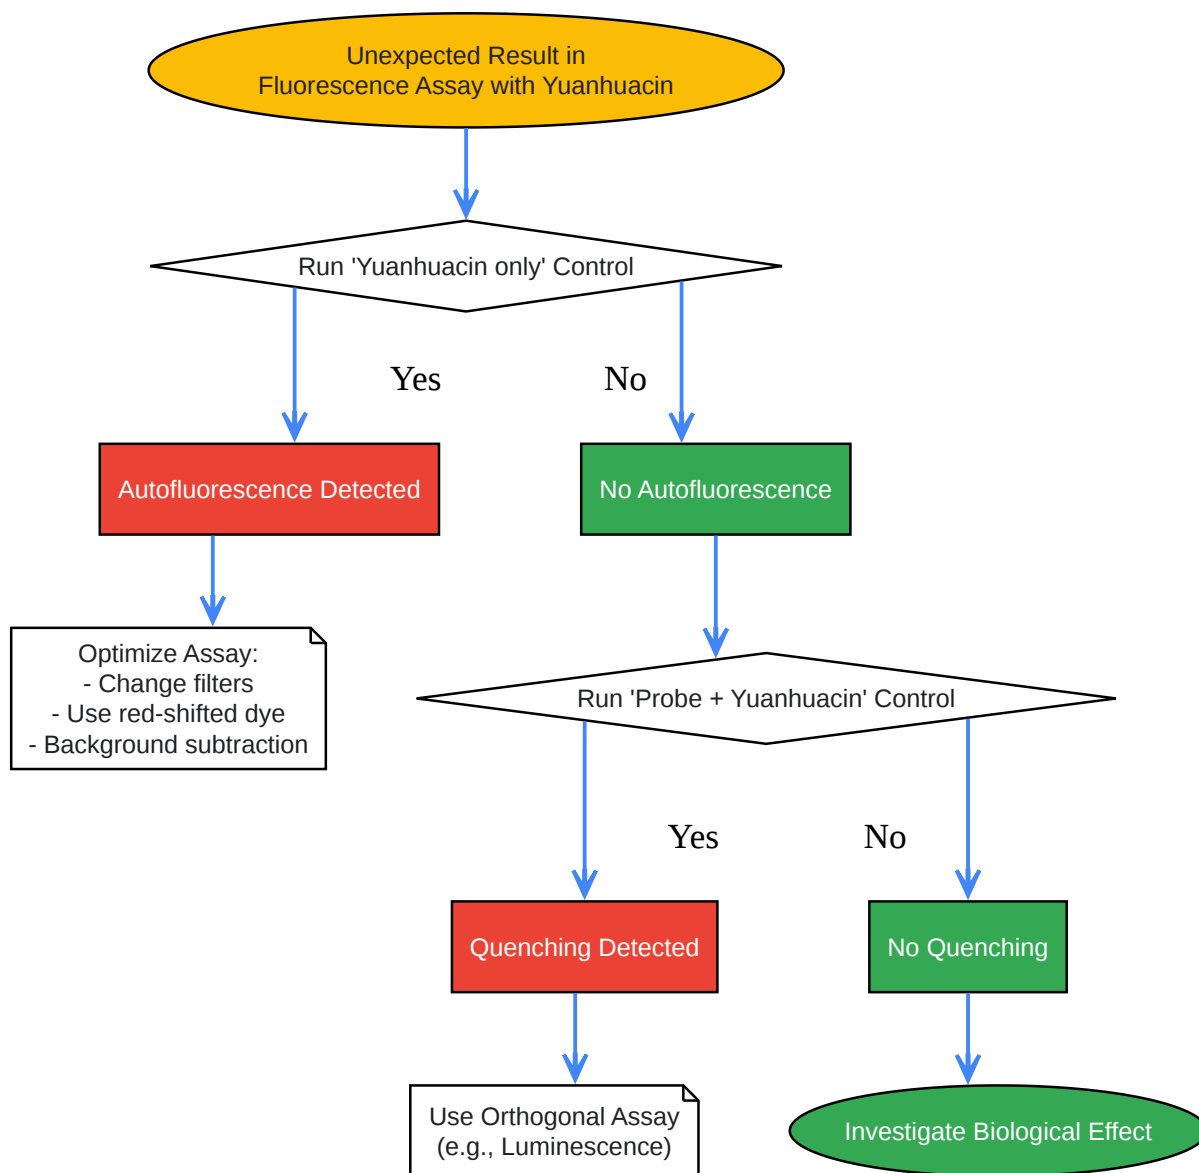 Unexpected Result in
Fluorescence Assay with Yuanhuacin
Run 'Yuanhuacin only' Control
Yes
No
Autofluorescence Detected
No Autofluorescence
Optimize Assay:
- Change filters
- Use red-shifted dye
- Background subtraction
Run 'Probe + Yuanhuacin' Control
Yes
No
Quenching Detected
No Quenching
Use Orthogonal Assay
(e.g., Luminescence)
Investigate Biological Effect